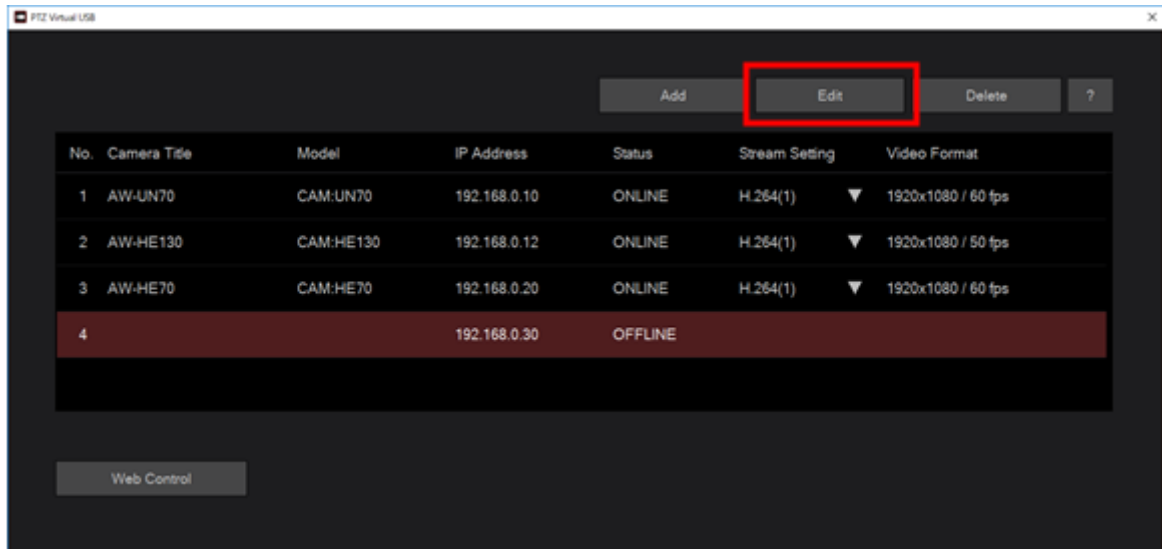 PTZ Virtual USB
Add Edit Delete ?
No. Camera Title Model IP Address Status Stream Setting Video Format
1 AW-UN70 CAM:UN70 192.168.0.10 ONLINE H.264(1) ▼ 1920x1080 / 60 fps
2 AW-HE130 CAM:HE130 192.168.0.12 ONLINE H.264(1) ▼ 1920x1080 / 50 fps
3 AW-HE70 CAM:HE70 192.168.0.20 ONLINE H.264(1) ▼ 1920x1080 / 60 fps
4 192.168.0.30 OFFLINE
Web Control